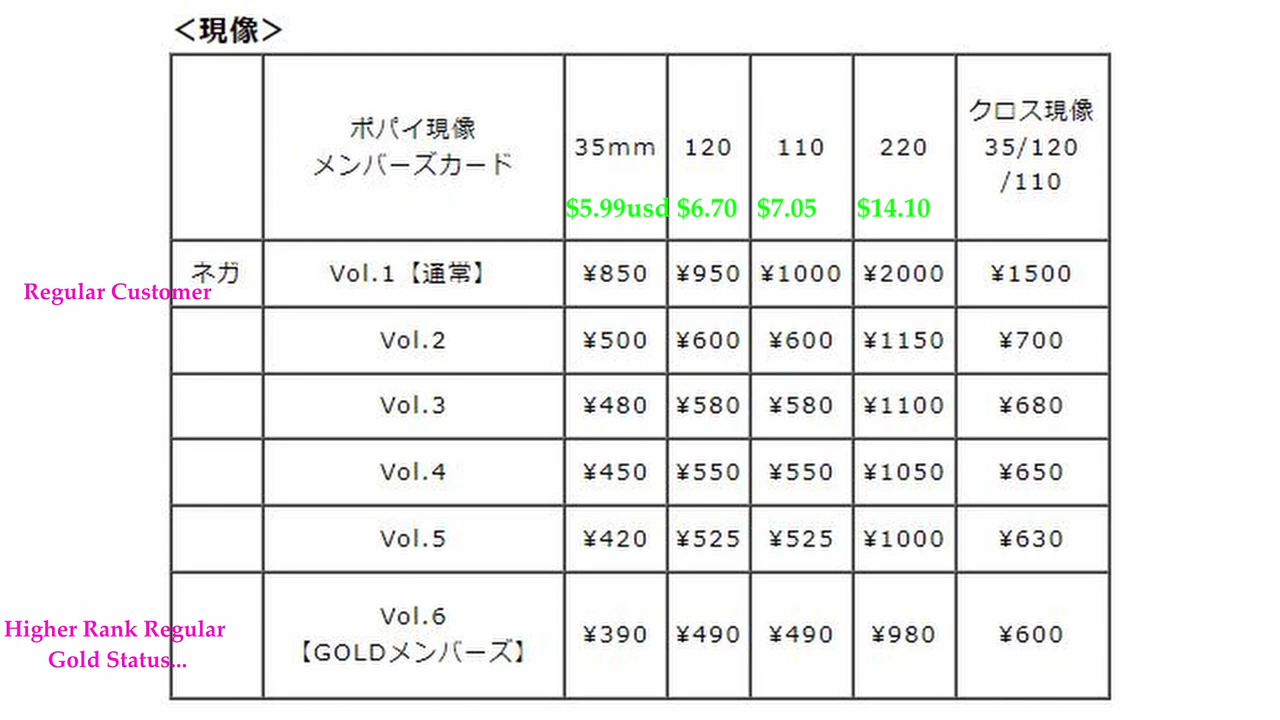 ＜現像＞
ポパイ現像
メンバーズカード
35mm
120
110
220
クロス現像
35/120
/110
$5.99usd
$6.70
$7.05
$14.10
ネガ
Vol.1【通常】
¥850
¥950
¥1000
¥2000
¥1500
Regular Customer
Vol.2
¥500
¥600
¥600
¥1150
¥700
Vol.3
¥480
¥580
¥580
¥1100
¥680
Vol.4
¥450
¥550
¥550
¥1050
¥650
Vol.5
¥420
¥525
¥525
¥1000
¥630
Higher Rank Regular
Gold Status...
Vol.6
【GOLDメンバーズ】
¥390
¥490
¥490
¥980
¥600